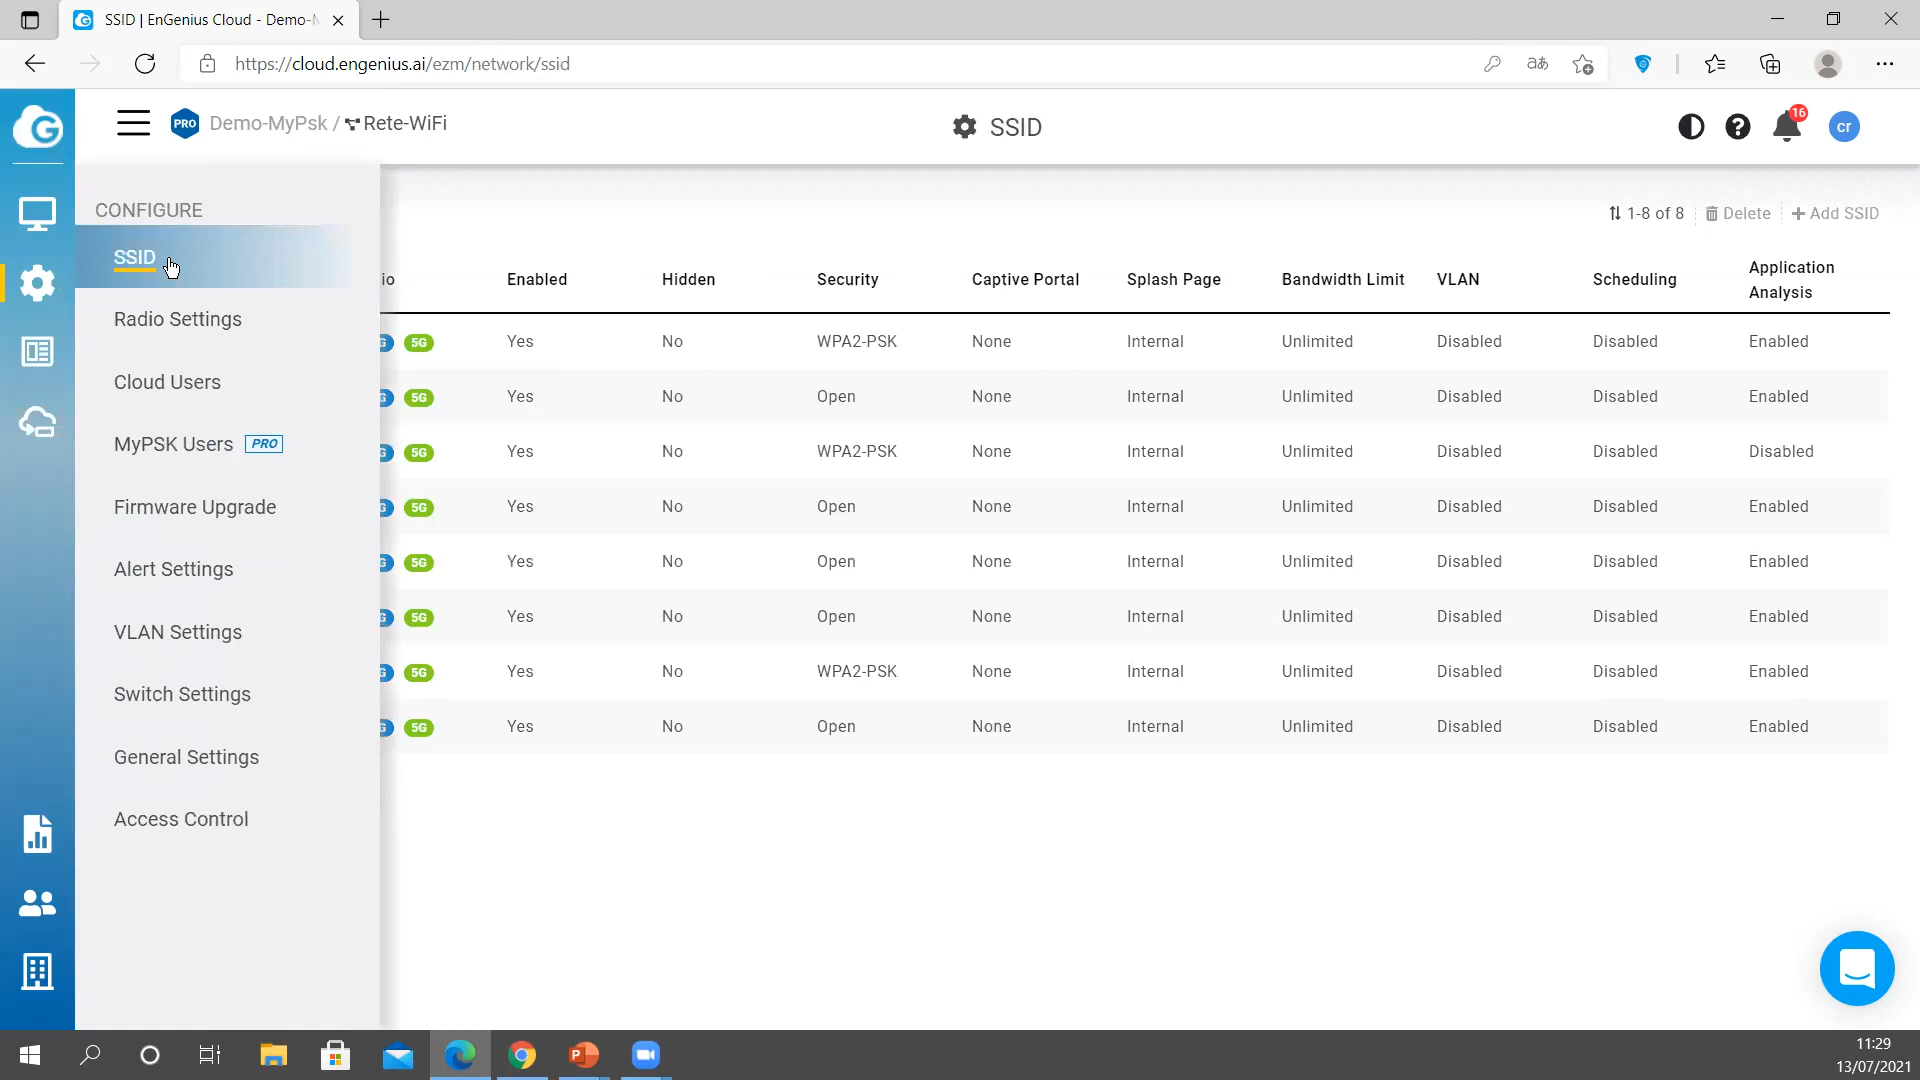 SSID | EnGenius Cloud - Demo-M
https://cloud.engenius.ai/ezm/network/ssid
PRO Demo-MyPsk / Rete-WiFi
SSID
16
cr
CONFIGURE
SSID
Radio Settings
Cloud Users
MyPSK Users PRO
Firmware Upgrade
Alert Settings
VLAN Settings
Switch Settings
General Settings
Access Control
1-8 of 8 Delete + Add SSID
io Enabled Hidden Security Captive Portal Splash Page Bandwidth Limit VLAN Scheduling Application Analysis
G 5G Yes No WPA2-PSK None Internal Unlimited Disabled Disabled Enabled
G 5G Yes No Open None Internal Unlimited Disabled Disabled Enabled
G 5G Yes No WPA2-PSK None Internal Unlimited Disabled Disabled Disabled
G 5G Yes No Open None Internal Unlimited Disabled Disabled Enabled
G 5G Yes No Open None Internal Unlimited Disabled Disabled Enabled
G 5G Yes No Open None Internal Unlimited Disabled Disabled Enabled
G 5G Yes No WPA2-PSK None Internal Unlimited Disabled Disabled Enabled
G 5G Yes No Open None Internal Unlimited Disabled Disabled Enabled
11:29
13/07/2021